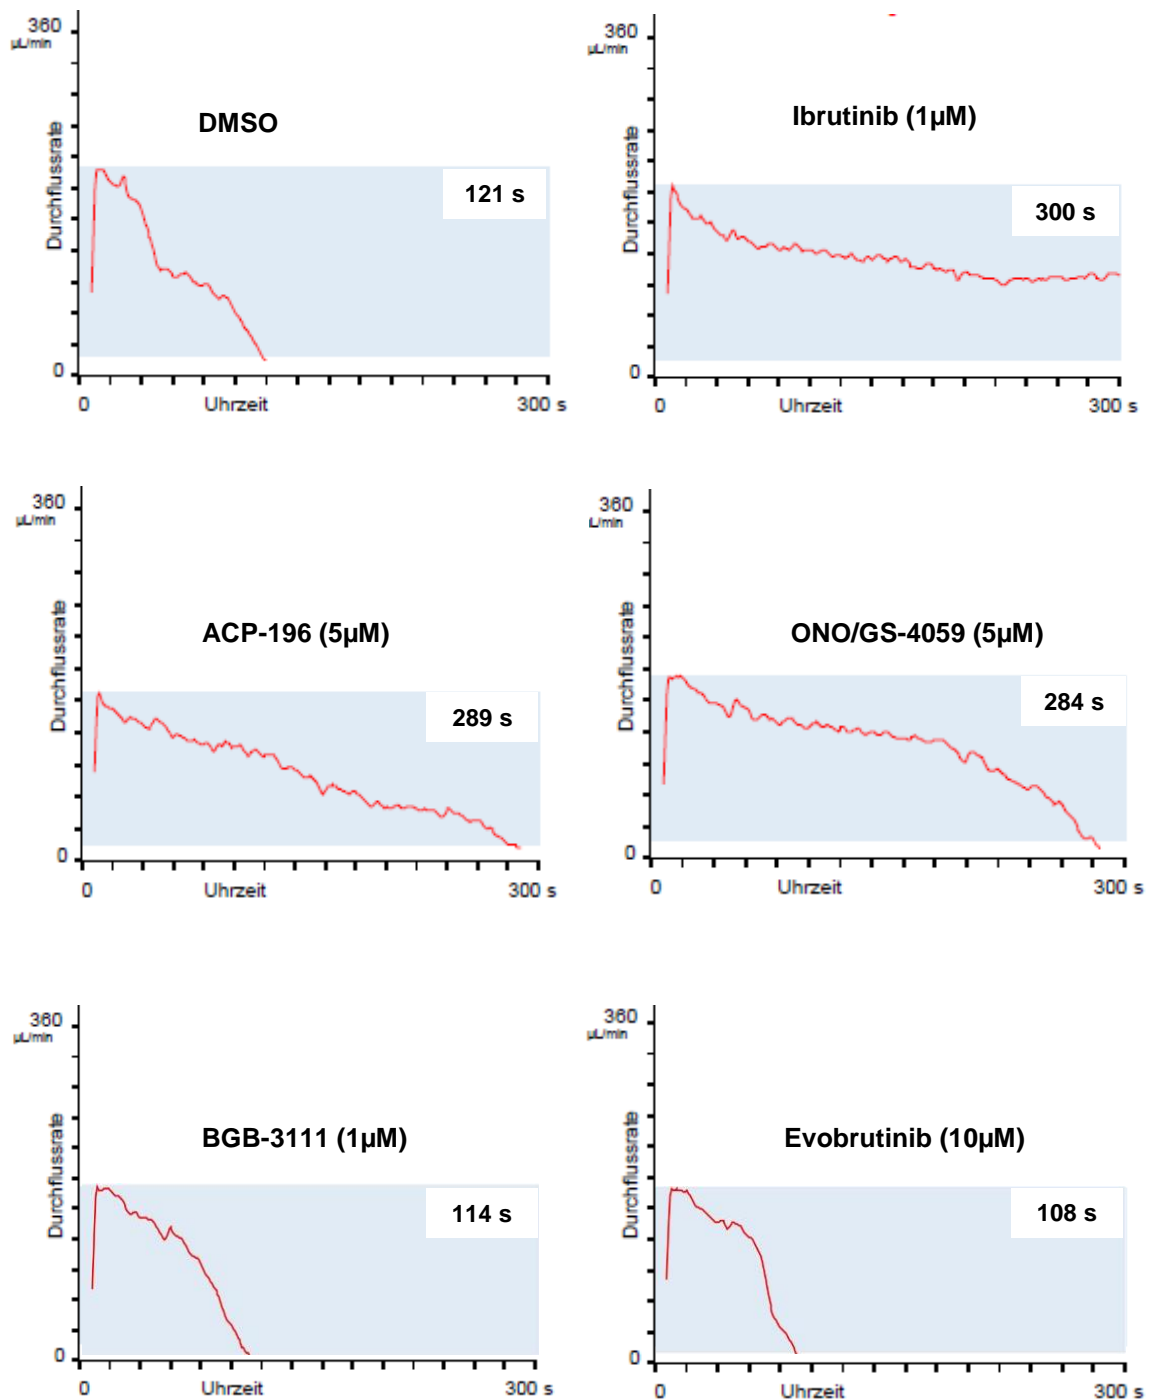 360
µL/min
Durchflussrate
DMSO
121 s
0
0
Uhrzeit
300 s
360
µL/min
Durchflussrate
Ibrutinib (1µM)
300 s
0
0
Uhrzeit
300 s
360
µL/min
Durchflussrate
ACP-196 (5µM)
289 s
0
0
Uhrzeit
300 s
360
L/min
Durchflussrate
ONO/GS-4059 (5µM)
284 s
0
0
Uhrzeit
300 s
360
µL/min
Durchflussrate
BGB-3111 (1µM)
114 s
0
0
Uhrzeit
300 s
360
µL/min
Durchflussrate
Evobrutinib (10µM)
108 s
0
0
Uhrzeit
300 s